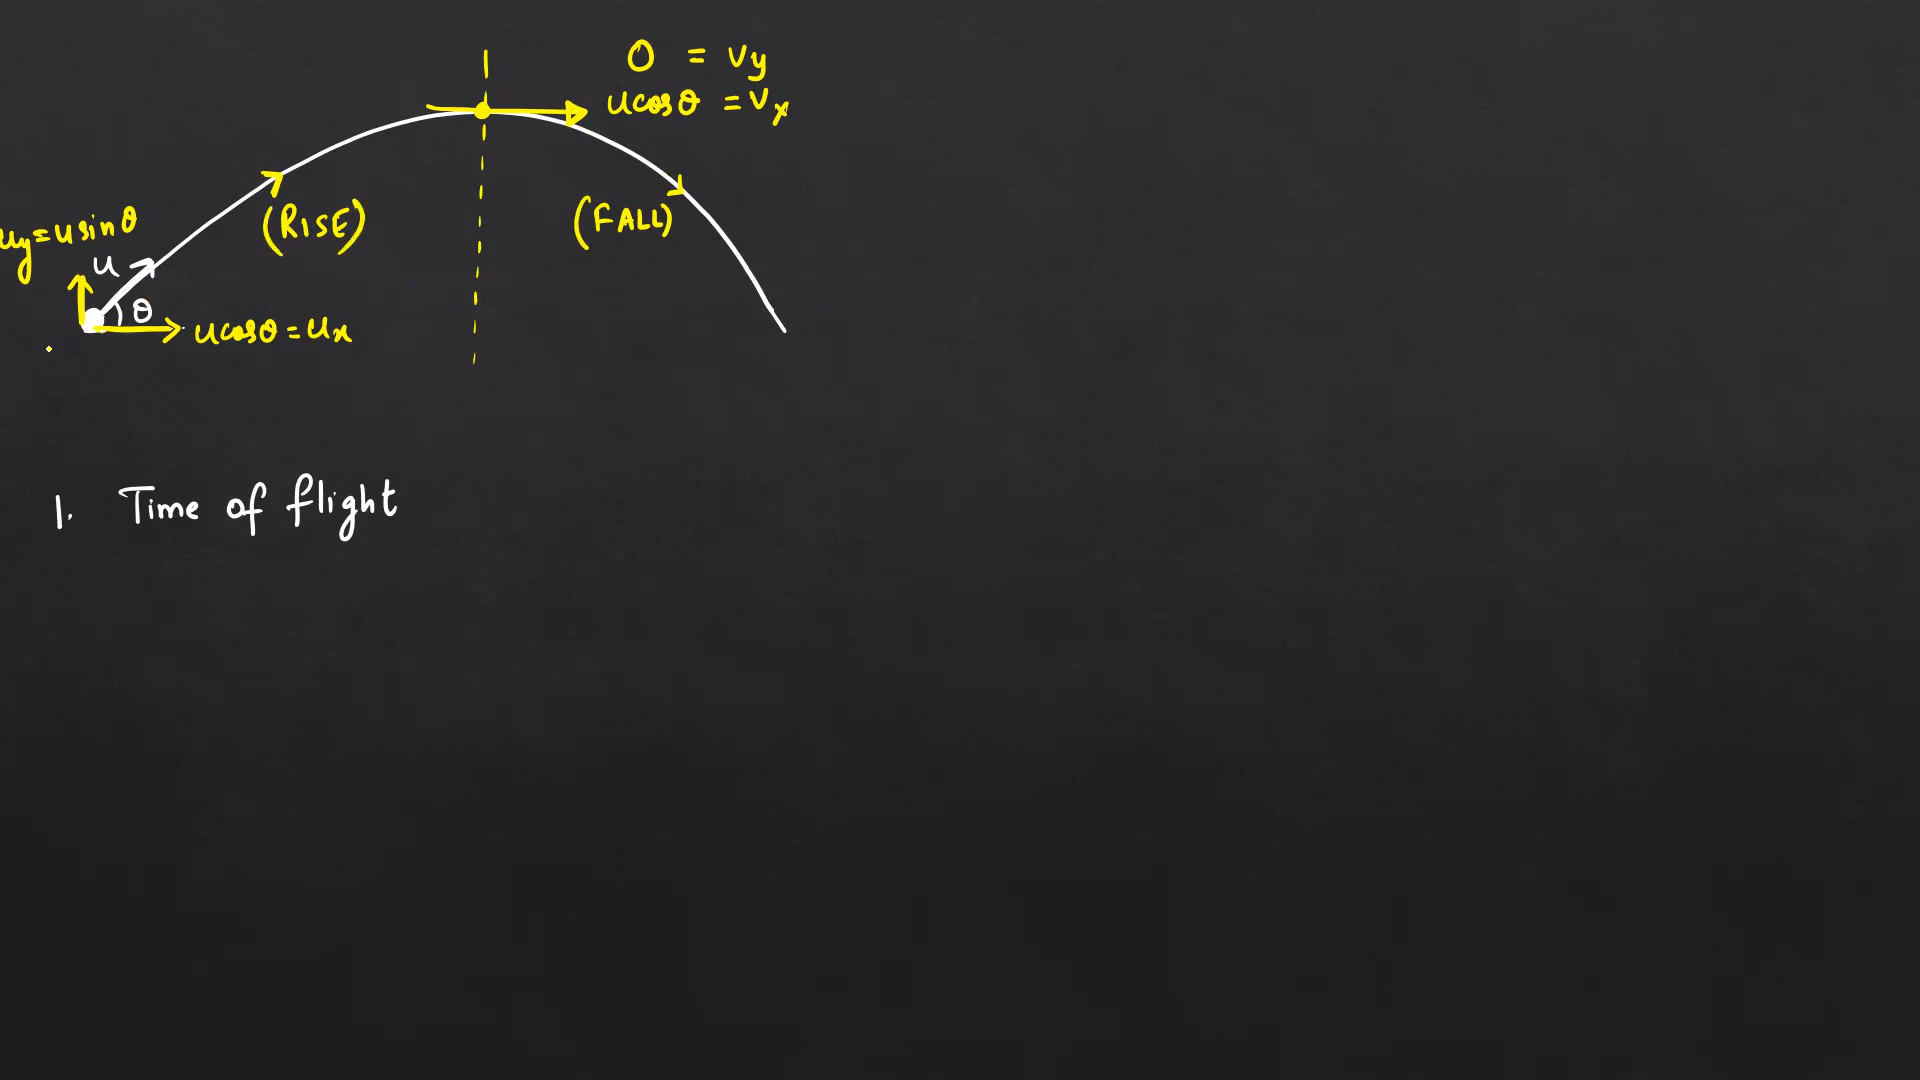 0 = vy
ucosθ = vx
uy = usinθ
(RISE)
(FALL)
u
θ
ucosθ = ux
1. Time of flight